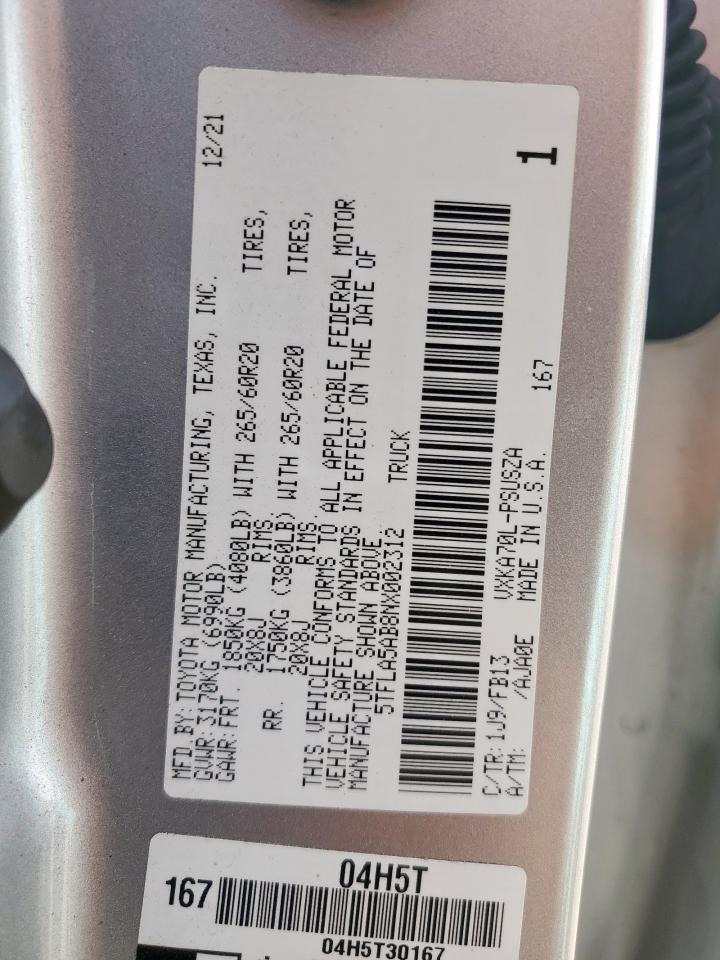 MFD. BY: TOYOTA MOTOR MANUFACTURING, TEXAS, INC. 12/21
GVWR: 3170KG (6990LB)
GAWR: FRT. 1850KG (4080LB) WITH 265/60R20 TIRES,
20X8J RIMS
RR. 1750KG (3860LB) WITH 265/60R20 TIRES,
20X8J RIMS.
THIS VEHICLE CONFORMS TO ALL APPLICABLE FEDERAL MOTOR
VEHICLE SAFETY STANDARDS IN EFFECT ON THE DATE OF
MANUFACTURE SHOWN ABOVE.
5TFLA5AB8NX002312 TRUCK
1
C/TR: 1J9/FB13 VXKA70L-PSUSZA 167
A/TM: /AJA0E MADE IN U.S.A.
04H5T
167
04H5T30167